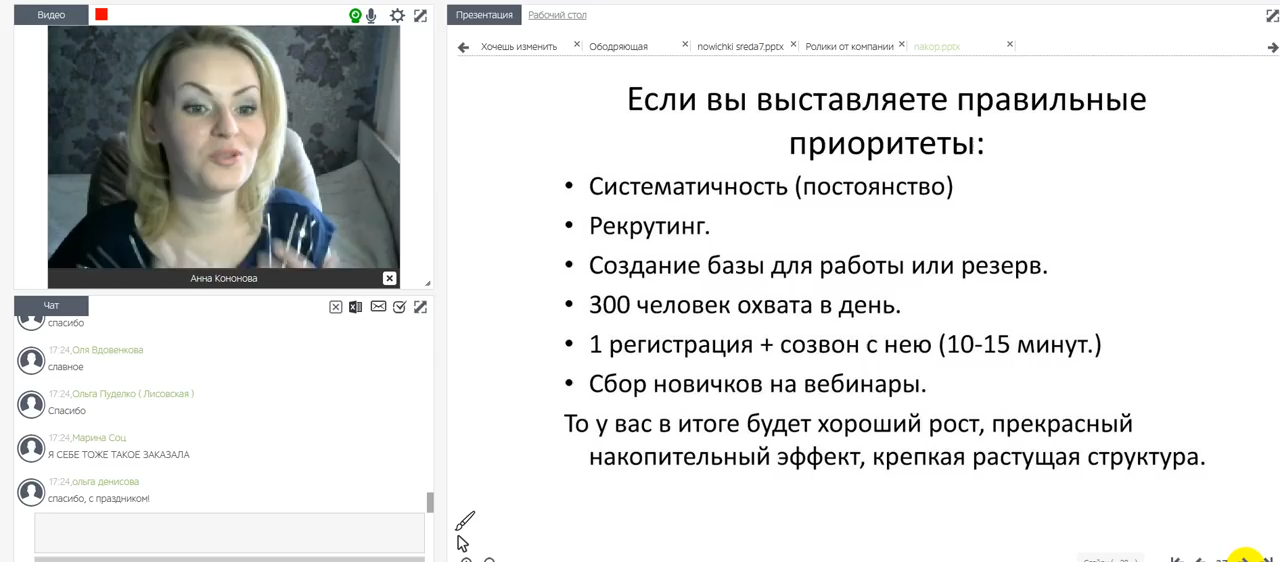 Видео
Презентация
Рабочий стол
Хочешь изменить
Ободряющая
nowichki sreda7.pptx
Ролики от компании
nakop.pptx
Анна Кононова
Чат
спасибо
17:24,Оля Вдовенкова
славное
17:24,Ольга Пуделко ( Лисовская )
Спасибо
17:24,Марина Соц
Я СЕБЕ ТОЖЕ ТАКОЕ ЗАКАЗАЛА
17:24,ольга денисова
спасибо, с праздником!
Если вы выставляете правильные
приоритеты:
• Систематичность (постоянство)
• Рекрутинг.
• Создание базы для работы или резерв.
• 300 человек охвата в день.
• 1 регистрация + созвон с нею (10-15 минут.)
• Сбор новичков на вебинары.
То у вас в итоге будет хороший рост, прекрасный
накопительный эффект, крепкая растущая структура.